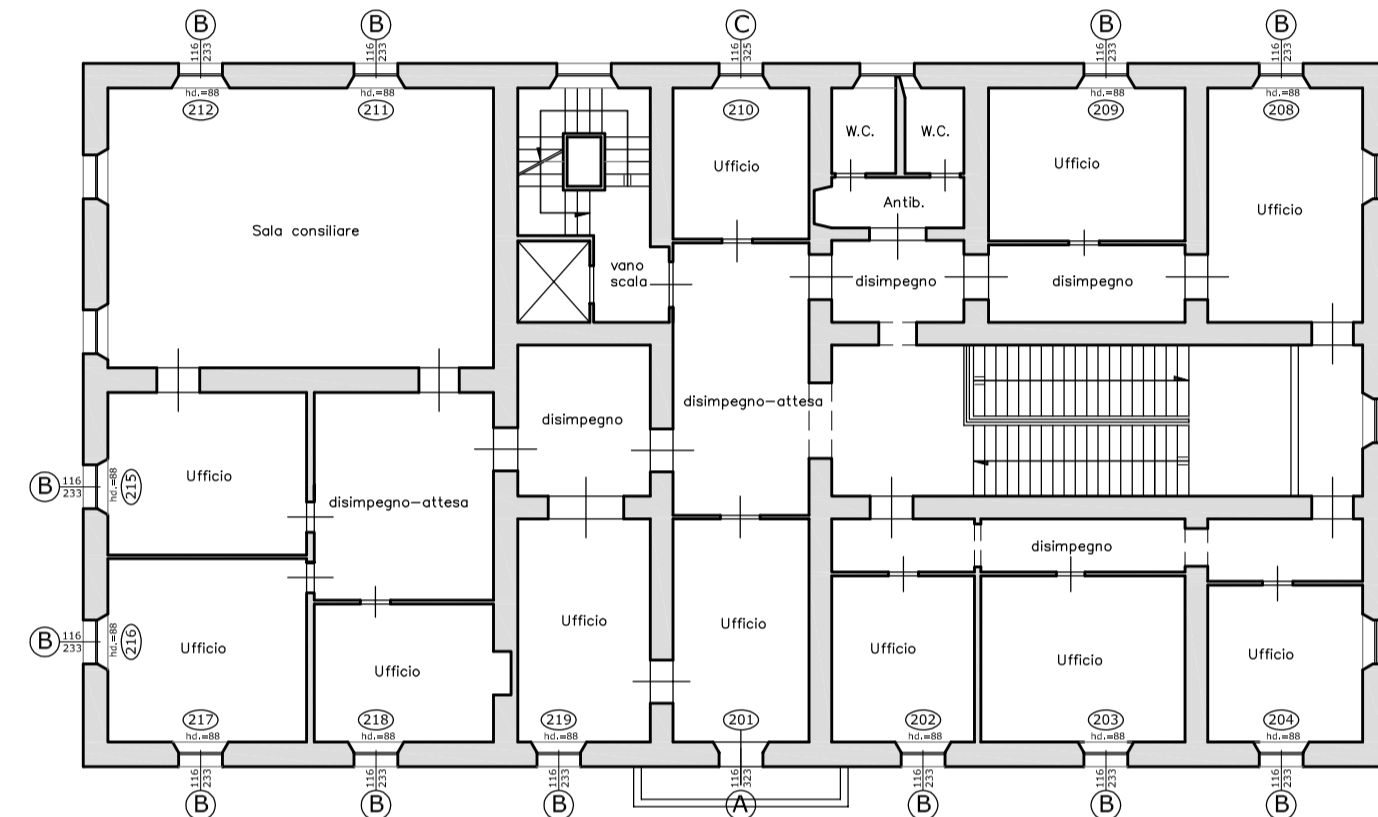 B
B
C
B
B
116
233
116
233
116
325
116
233
116
233
hd.=88
hd.=88
hd.=88
hd.=88
212
211
210
209
208
W.C.
W.C.
Ufficio
Ufficio
Antib.
Ufficio
Sala consiliare
vano
scala
disimpegno
disimpegno
disimpegno-attesa
disimpegno
Ufficio
B
116
233
hd.=88
215
disimpegno-attesa
disimpegno
Ufficio
Ufficio
B
116
233
hd.=88
216
Ufficio
Ufficio
Ufficio
Ufficio
Ufficio
Ufficio
217
218
219
201
202
203
204
hd.=88
hd.=88
hd.=88
hd.=88
hd.=88
hd.=88
116
233
116
233
116
233
116
323
116
233
116
233
116
233
B
B
B
A
B
B
B